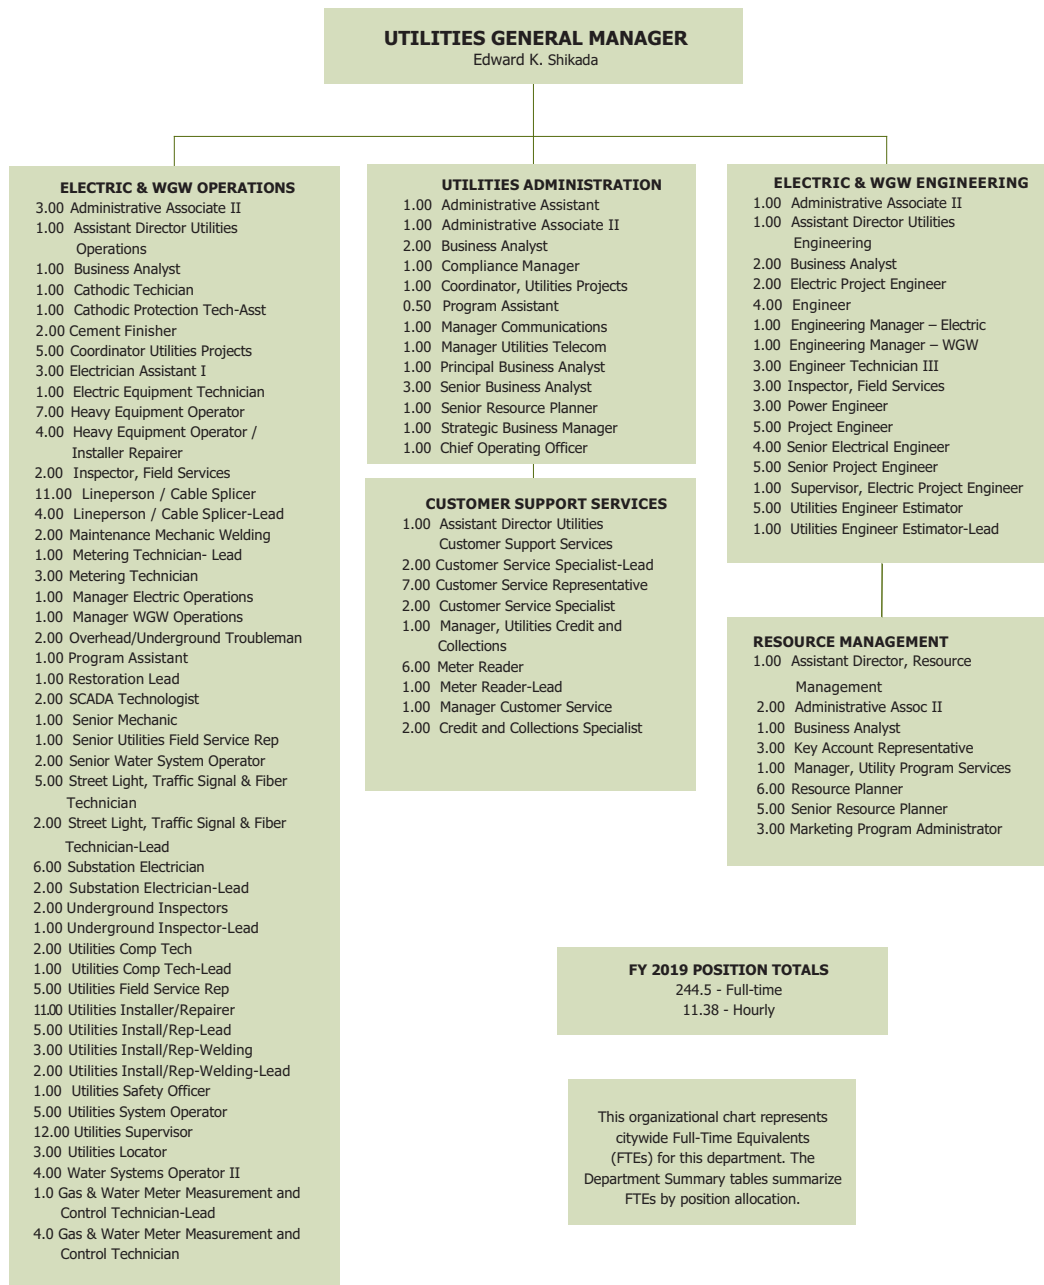 UTILITIES GENERAL MANAGER
Edward K. Shikada
ELECTRIC & WGW OPERATIONS
3.00 Administrative Associate II
1.00 Assistant Director Utilities
Operations
1.00 Business Analyst
1.00 Cathodic Techician
1.00 Cathodic Protection Tech-Asst
2.00 Cement Finisher
5.00 Coordinator Utilities Projects
3.00 Electrician Assistant I
1.00 Electric Equipment Technician
7.00 Heavy Equipment Operator
4.00 Heavy Equipment Operator /
Installer Repairer
2.00 Inspector, Field Services
11.00 Lineperson / Cable Splicer
4.00 Lineperson / Cable Splicer-Lead
2.00 Maintenance Mechanic Welding
1.00 Metering Technician- Lead
3.00 Metering Technician
1.00 Manager Electric Operations
1.00 Manager WGW Operations
2.00 Overhead/Underground Troubleman
1.00 Program Assistant
1.00 Restoration Lead
2.00 SCADA Technologist
1.00 Senior Mechanic
1.00 Senior Utilities Field Service Rep
2.00 Senior Water System Operator
5.00 Street Light, Traffic Signal & Fiber
Technician
2.00 Street Light, Traffic Signal & Fiber
Technician-Lead
6.00 Substation Electrician
2.00 Substation Electrician-Lead
2.00 Underground Inspectors
1.00 Underground Inspector-Lead
2.00 Utilities Comp Tech
1.00 Utilities Comp Tech-Lead
5.00 Utilities Field Service Rep
11.00 Utilities Installer/Repairer
5.00 Utilities Install/Rep-Lead
3.00 Utilities Install/Rep-Welding
2.00 Utilities Install/Rep-Welding-Lead
1.00 Utilities Safety Officer
5.00 Utilities System Operator
12.00 Utilities Supervisor
3.00 Utilities Locator
4.00 Water Systems Operator II
1.0 Gas & Water Meter Measurement and
Control Technician-Lead
4.0 Gas & Water Meter Measurement and
Control Technician
UTILITIES ADMINISTRATION
1.00 Administrative Assistant
1.00 Administrative Associate II
2.00 Business Analyst
1.00 Compliance Manager
1.00 Coordinator, Utilities Projects
0.50 Program Assistant
1.00 Manager Communications
1.00 Manager Utilities Telecom
1.00 Principal Business Analyst
3.00 Senior Business Analyst
1.00 Senior Resource Planner
1.00 Strategic Business Manager
1.00 Chief Operating Officer
CUSTOMER SUPPORT SERVICES
1.00 Assistant Director Utilities
Customer Support Services
2.00 Customer Service Specialist-Lead
7.00 Customer Service Representative
2.00 Customer Service Specialist
1.00 Manager, Utilities Credit and
Collections
6.00 Meter Reader
1.00 Meter Reader-Lead
1.00 Manager Customer Service
2.00 Credit and Collections Specialist
ELECTRIC & WGW ENGINEERING
1.00 Administrative Associate II
1.00 Assistant Director Utilities
Engineering
2.00 Business Analyst
2.00 Electric Project Engineer
4.00 Engineer
1.00 Engineering Manager – Electric
1.00 Engineering Manager – WGW
3.00 Engineer Technician III
3.00 Inspector, Field Services
3.00 Power Engineer
5.00 Project Engineer
4.00 Senior Electrical Engineer
5.00 Senior Project Engineer
1.00 Supervisor, Electric Project Engineer
5.00 Utilities Engineer Estimator
1.00 Utilities Engineer Estimator-Lead
RESOURCE MANAGEMENT
1.00 Assistant Director, Resource
Management
2.00 Administrative Assoc II
1.00 Business Analyst
3.00 Key Account Representative
1.00 Manager, Utility Program Services
6.00 Resource Planner
5.00 Senior Resource Planner
3.00 Marketing Program Administrator
FY 2019 POSITION TOTALS
244.5 - Full-time
11.38 - Hourly
This organizational chart represents
citywide Full-Time Equivalents
(FTEs) for this department. The
Department Summary tables summarize
FTEs by position allocation.